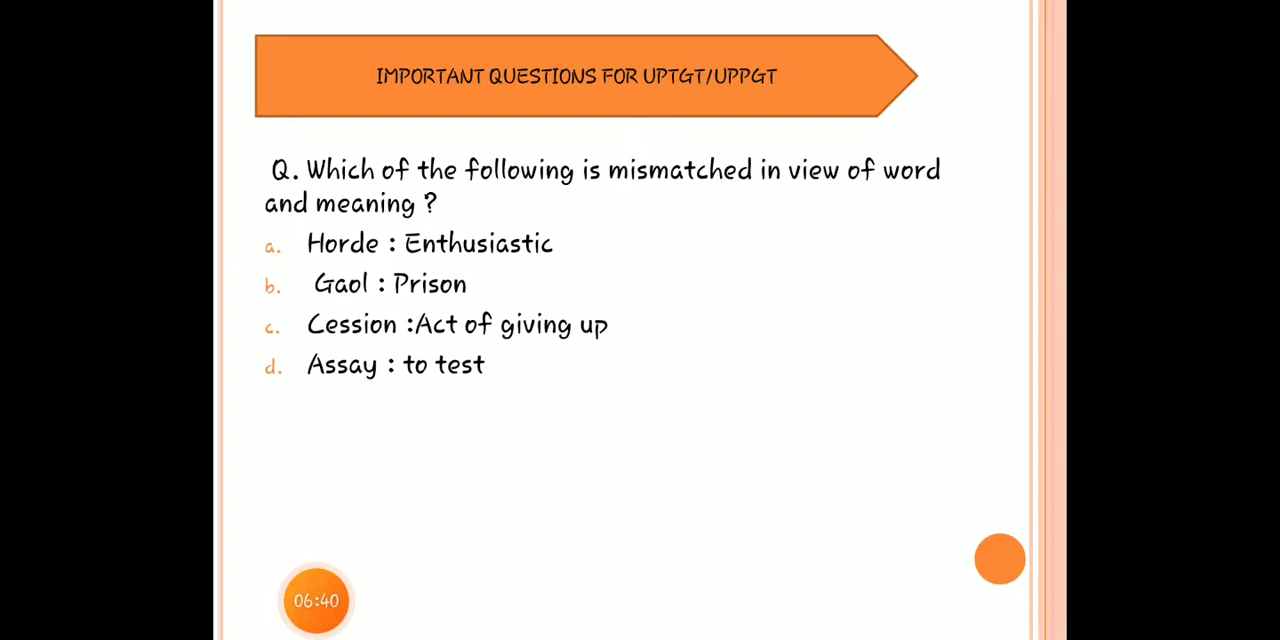 IMPORTANT QUESTIONS FOR UPTGT/UPPGT
Q. Which of the following is mismatched in view of word
and meaning ?
a. Horde : Enthusiastic
b. Gaol : Prison
c. Cession :Act of giving up
d. Assay : to test
06:40